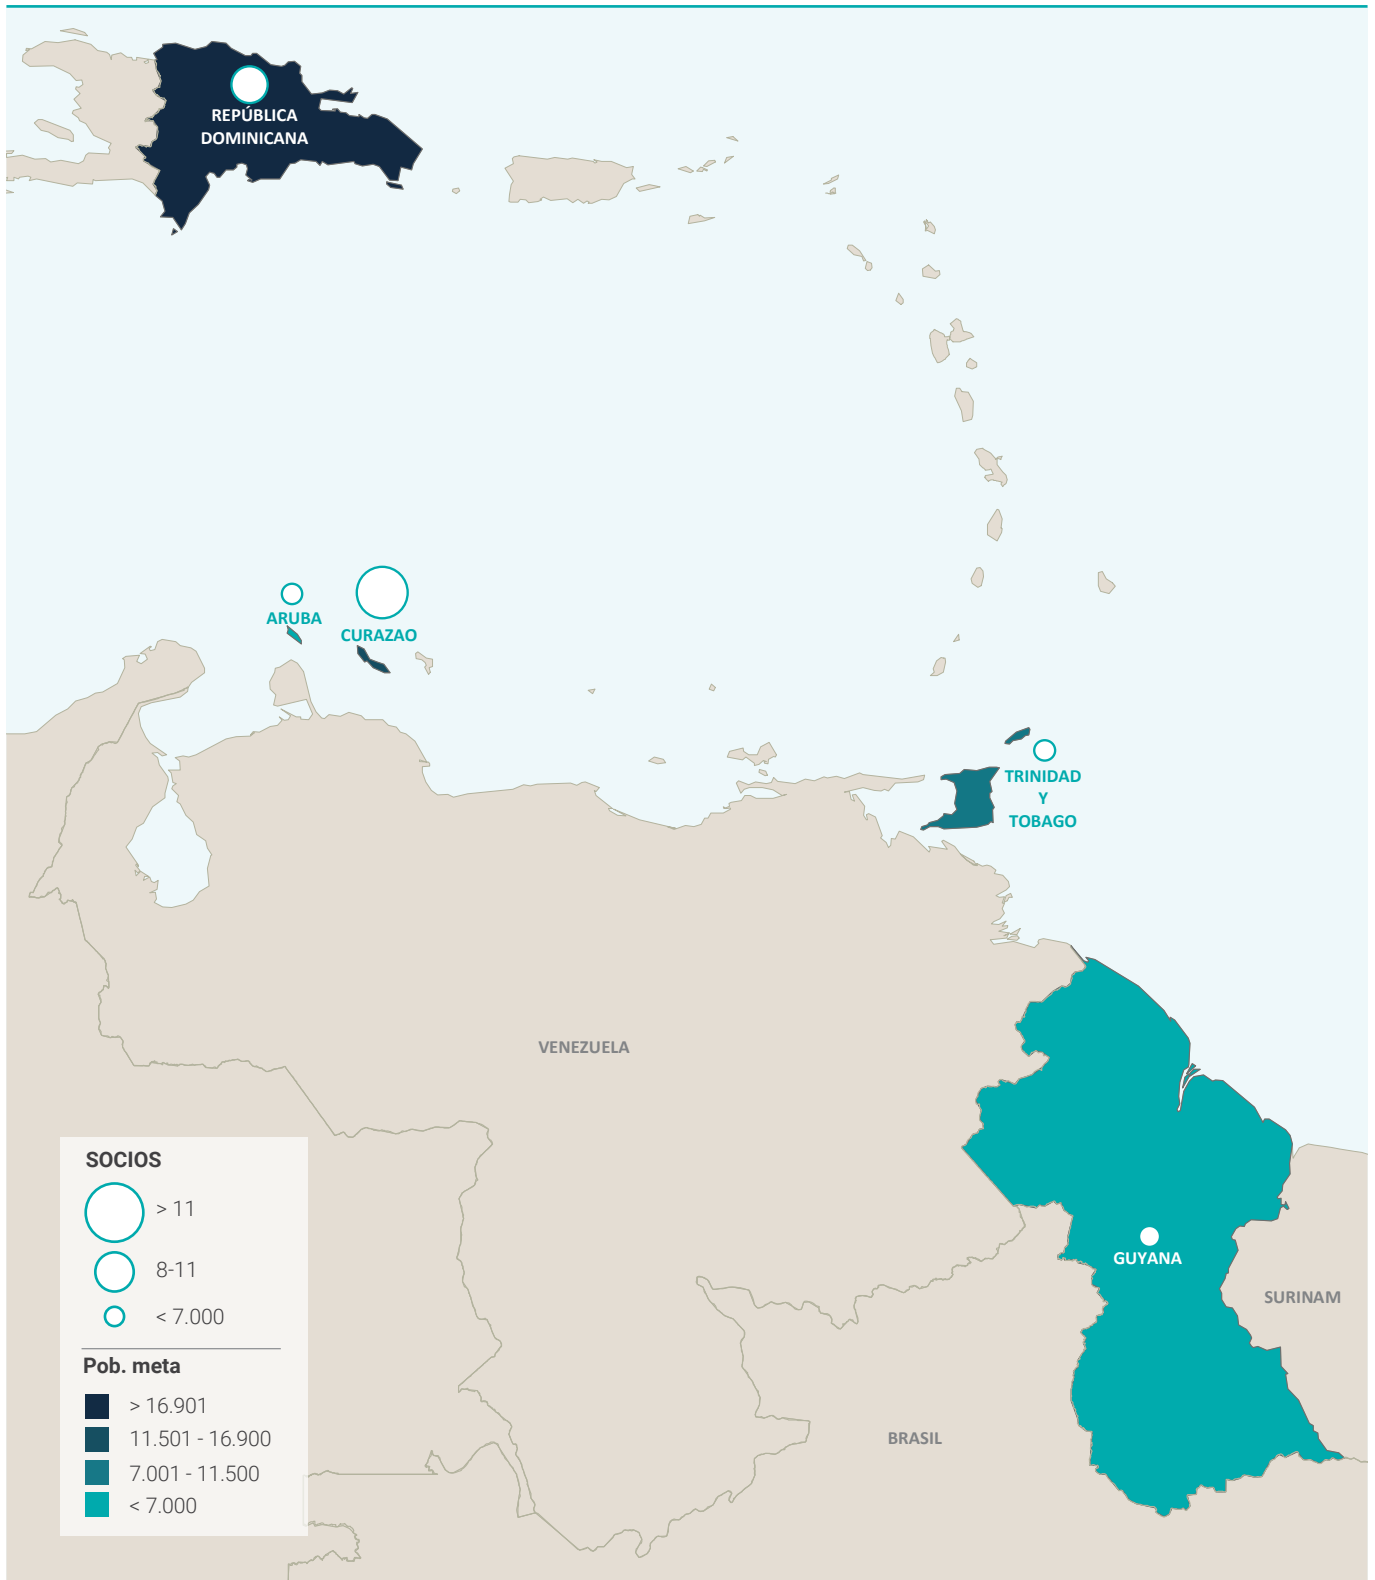 REPÚBLICA
DOMINICANA
ARUBA
CURAZAO
TRINIDAD
Y
TOBAGO
VENEZUELA
GUYANA
SURINAM
BRASIL
SOCIOS
> 11
8-11
< 7.000
Pob. meta
> 16.901
11.501 - 16.900
7.001 - 11.500
< 7.000